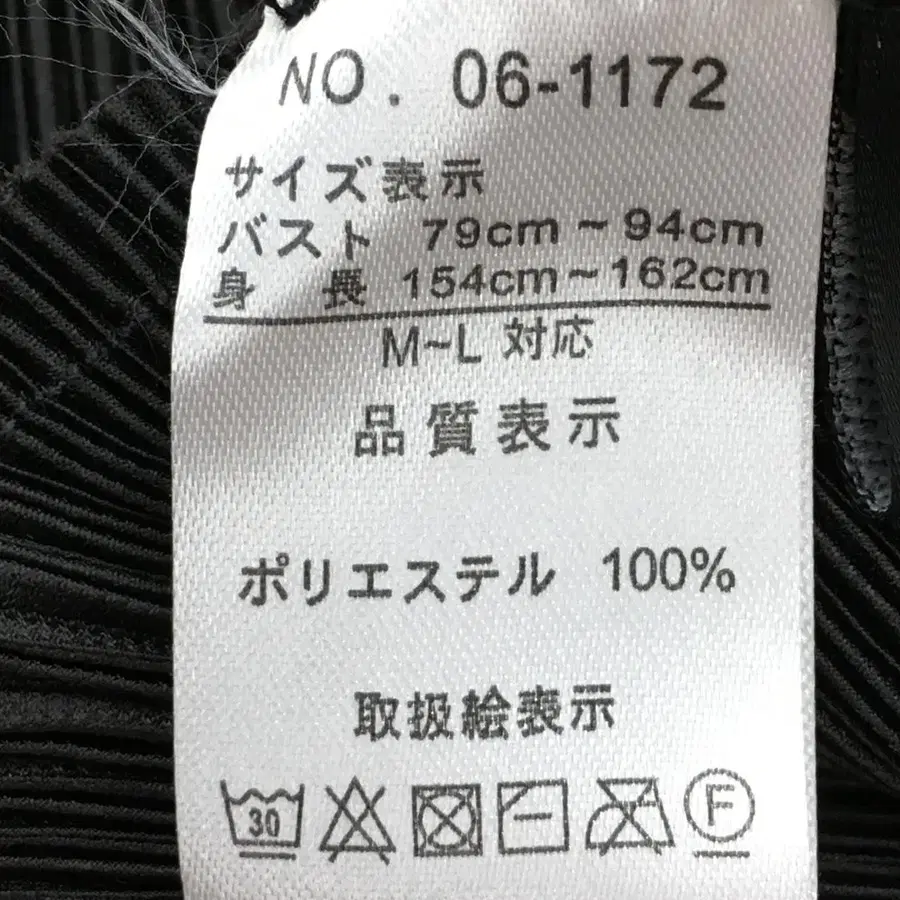 NO. 06-1172
サイズ表示
バスト 79cm~94cm
身 長 154cm~162cm
M~L 対応
品質表示
ポリエステル 100%
取扱絵表示
30 F